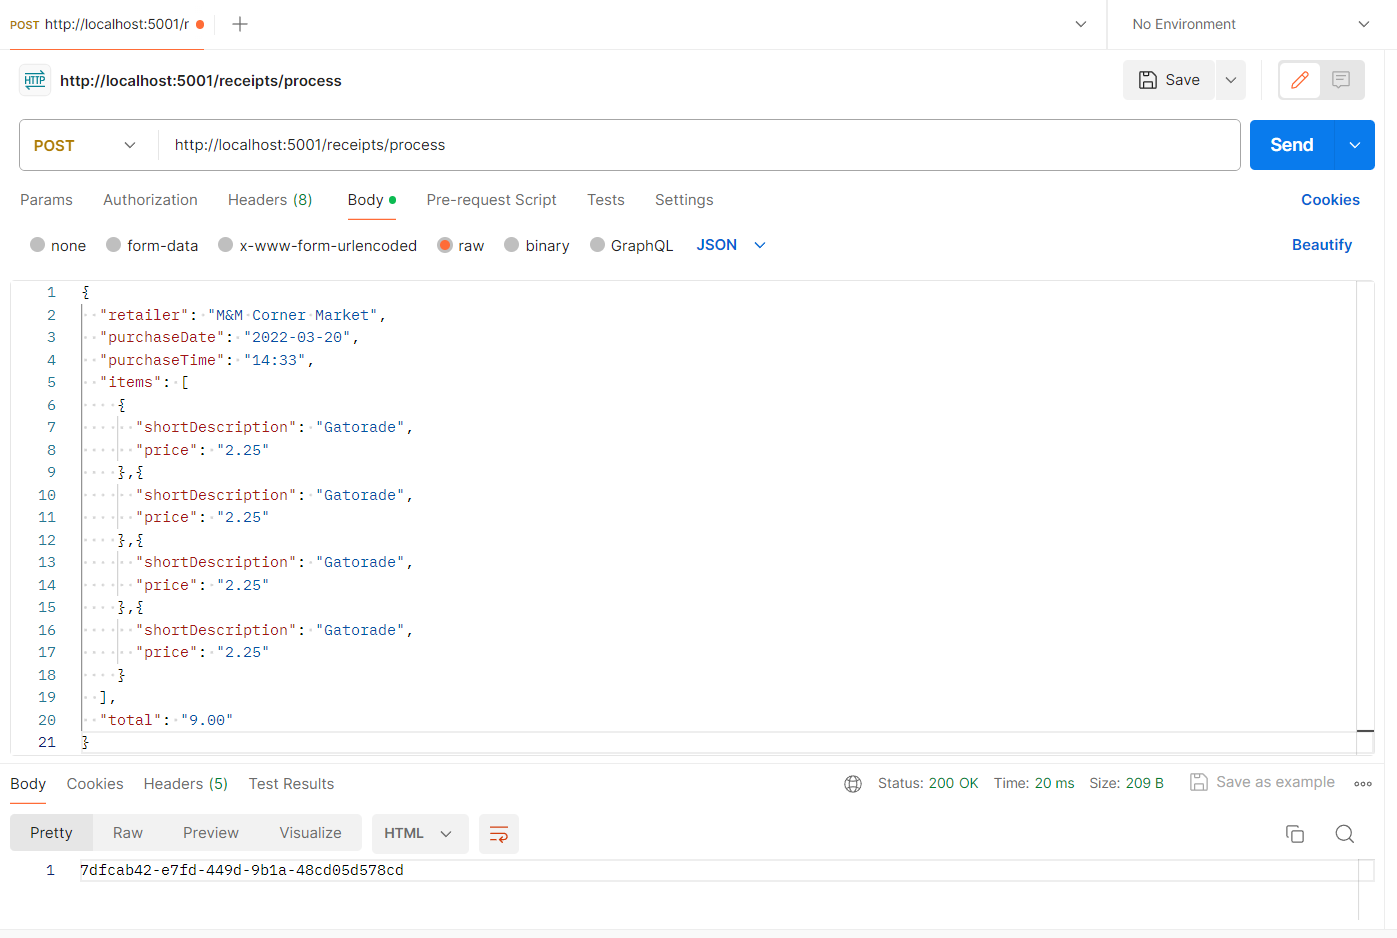 POST http://localhost:5001/r
No Environment
HTTP http://localhost:5001/receipts/process
Save
POST http://localhost:5001/receipts/process
Send
Params Authorization Headers (8) Body Pre-request Script Tests Settings Cookies
none form-data x-www-form-urlencoded raw binary GraphQL JSON Beautify
1 {
2 "retailer": "M&M Corner Market",
3 "purchaseDate": "2022-03-20",
4 "purchaseTime": "14:33",
5 "items": [
6 {
7 "shortDescription": "Gatorade",
8 "price": "2.25"
9 },{
10 "shortDescription": "Gatorade",
11 "price": "2.25"
12 },{
13 "shortDescription": "Gatorade",
14 "price": "2.25"
15 },{
16 "shortDescription": "Gatorade",
17 "price": "2.25"
18 }
19 ],
20 "total": "9.00"
21 }
Body Cookies Headers (5) Test Results Status: 200 OK Time: 20 ms Size: 209 B Save as example
Pretty Raw Preview Visualize HTML
1 7dfcab42-e7fd-449d-9b1a-48cd05d578cd